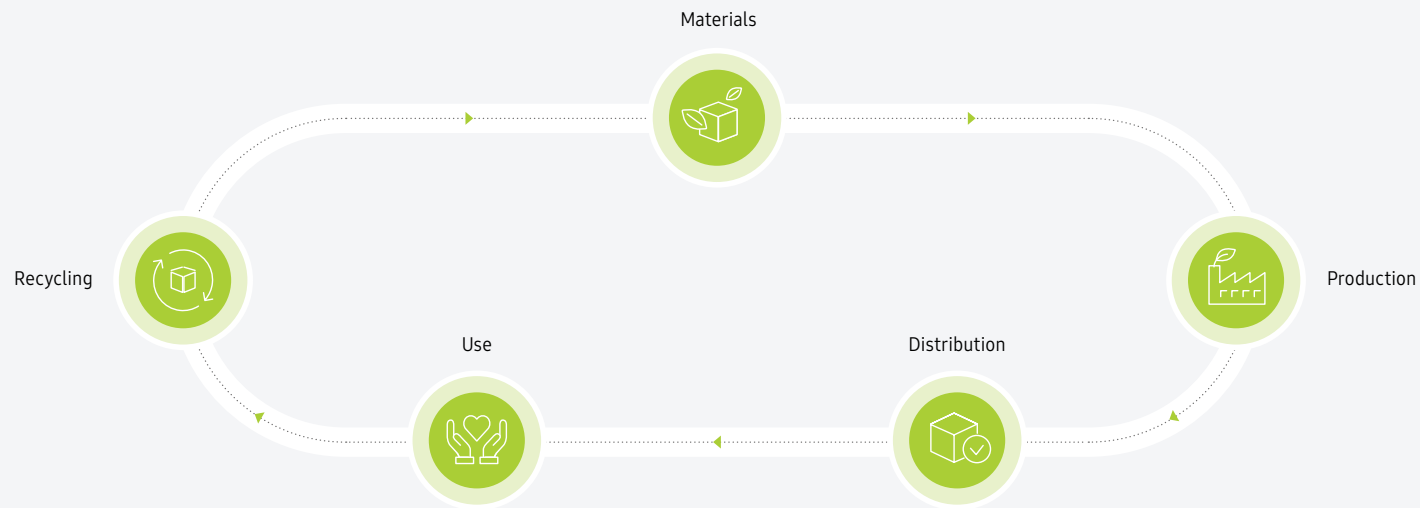 Materials
Recycling
Production
Use
Distribution